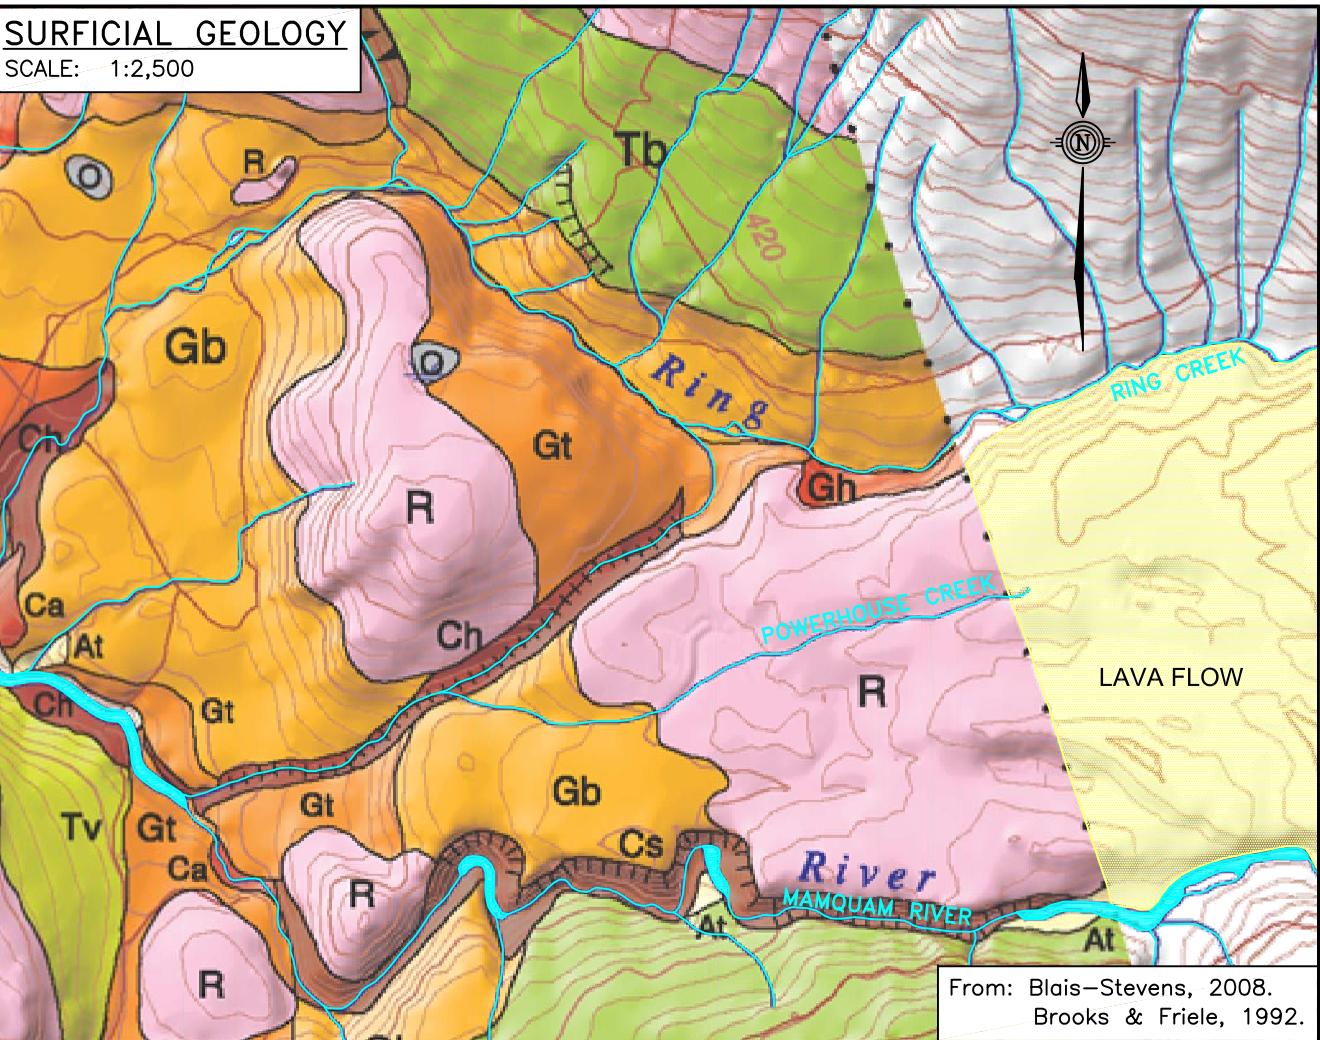 SURFICIAL GEOLOGY
SCALE: 1:2,500
Tb
N
R
O
420
RING CREEK
Gb
O
Ring
Ch
Gt
Gh
R
POWERHOUSE CREEK
Ca
At
Ch
R
LAVA FLOW
Ch
Gt
Gb
Gt
Tv
Gt
Cs
Ca
River
R
MAMQUAM RIVER
At
At
R
From: Blais-Stevens, 2008.
Brooks & Friele, 1992.